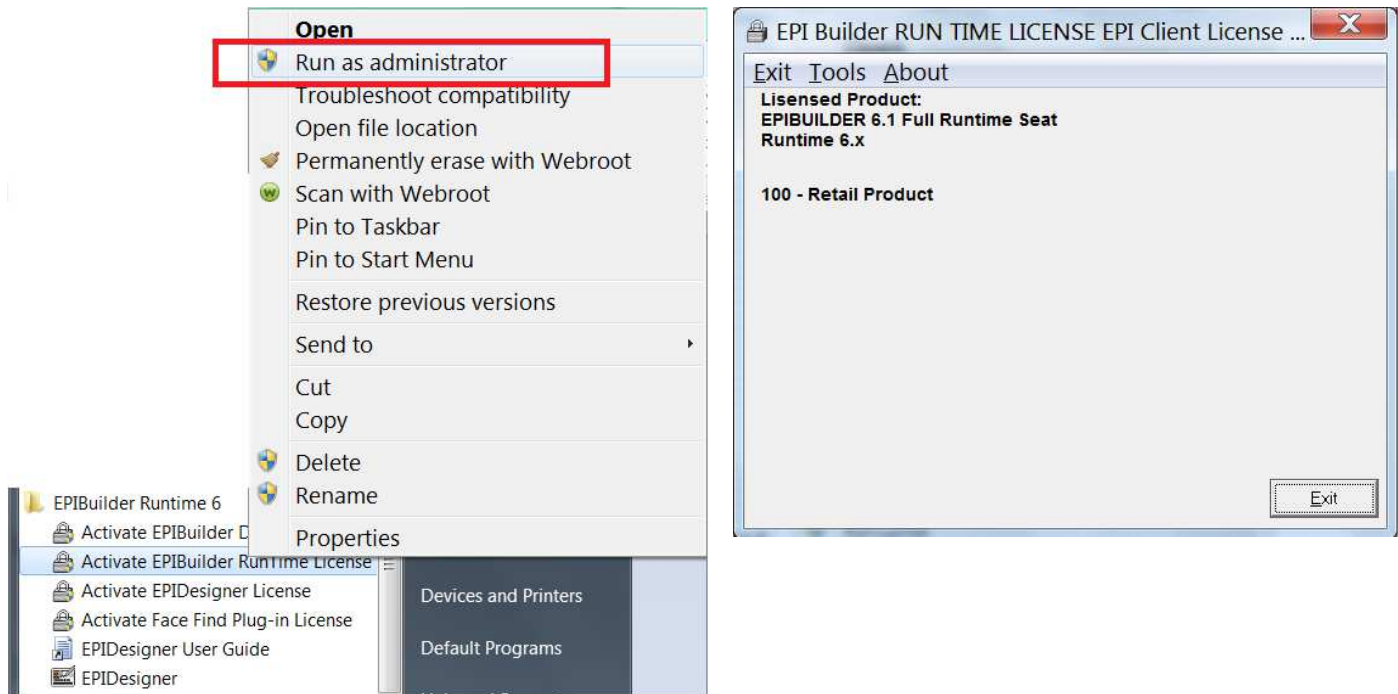 Open
Run as administrator
Troubleshoot compatibility
Open file location
Permanently erase with Webroot
Scan with Webroot
Pin to Taskbar
Pin to Start Menu
Restore previous versions
Send to
Cut
Copy
Delete
Rename
Properties
EPIBuilder Runtime 6
Activate EPIBuilder D
Activate EPIBuilder RunTime License
Activate EPIDesigner License
Activate Face Find Plug-in License
EPIDesigner User Guide
EPIDesigner
Devices and Printers
Default Programs
EPI Builder RUN TIME LICENSE EPI Client License ...
Exit Tools About
Lisensed Product:
EPIBUILDER 6.1 Full Runtime Seat
Runtime 6.x
100 - Retail Product
Exit